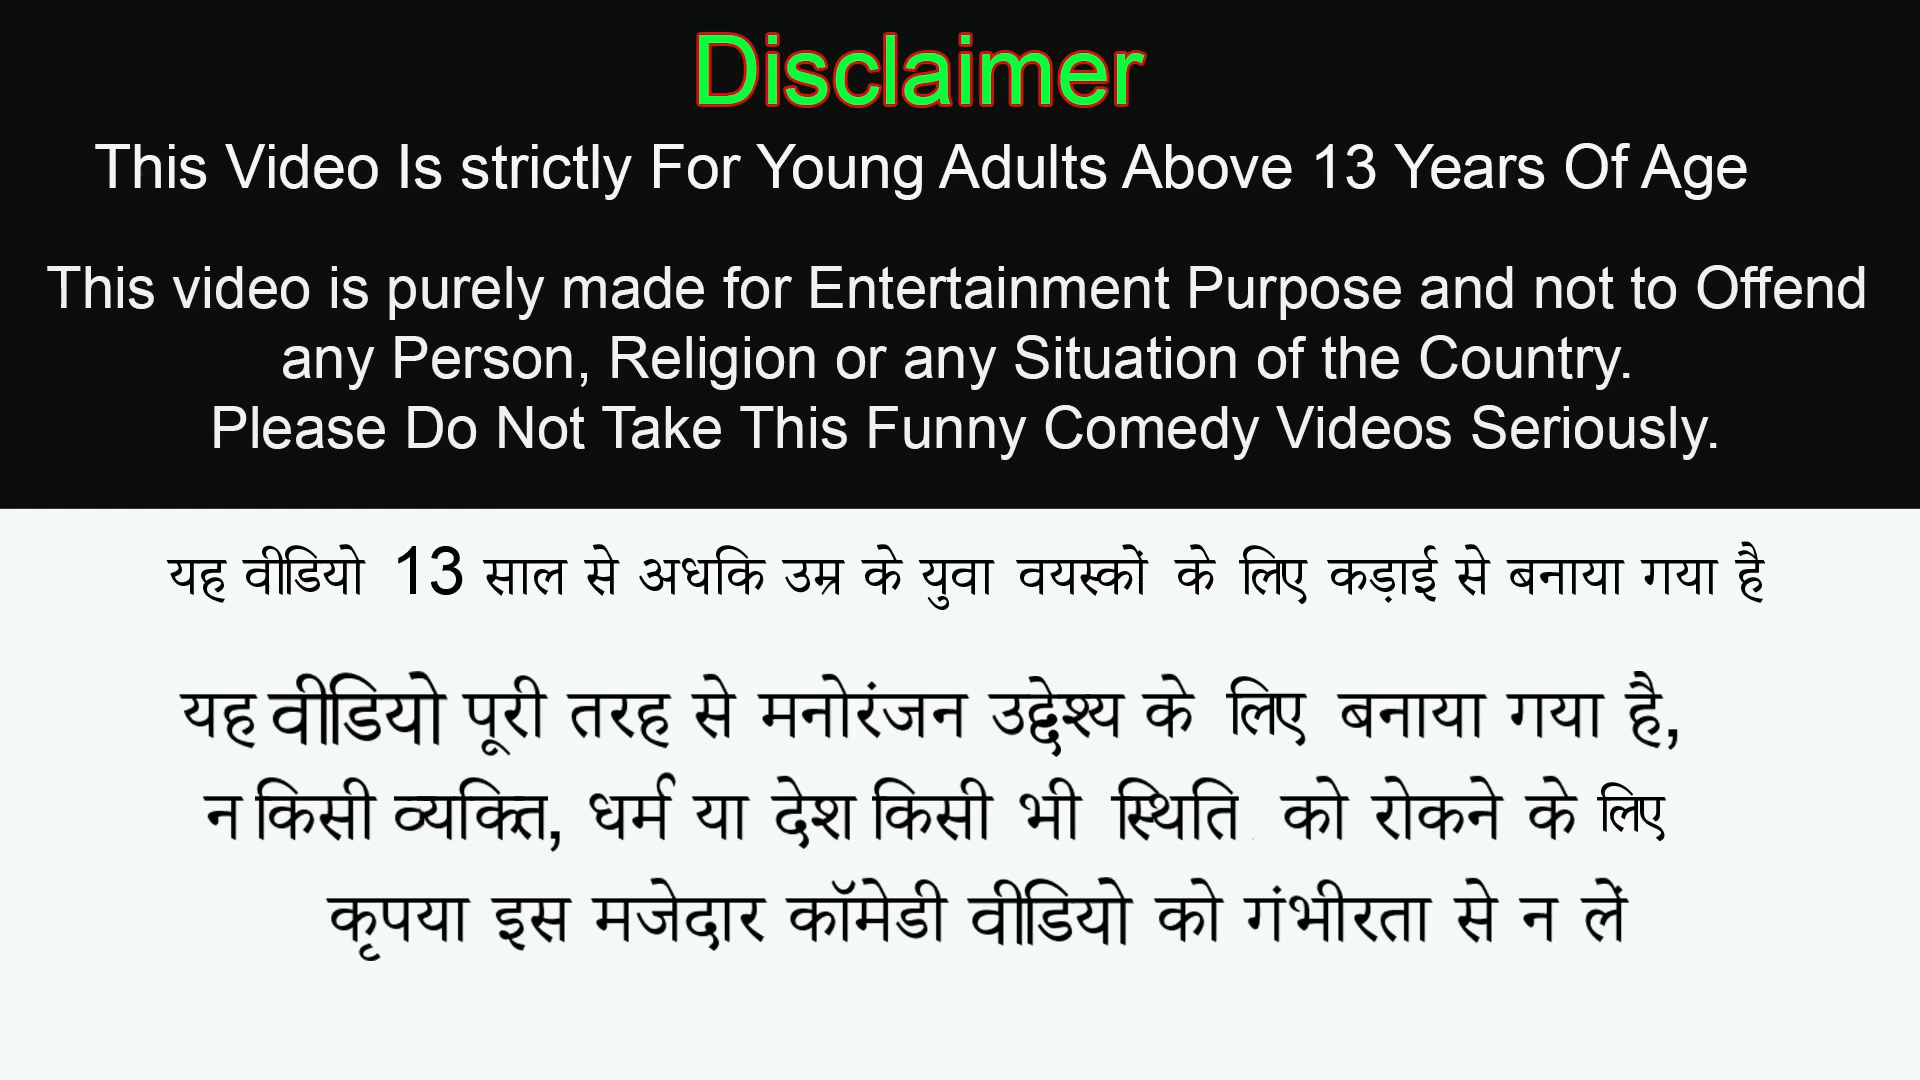 Disclaimer
This Video Is strictly For Young Adults Above 13 Years Of Age
This video is purely made for Entertainment Purpose and not to Offend
any Person, Religion or any Situation of the Country.
Please Do Not Take This Funny Comedy Videos Seriously.
यह वीडियो 13 साल से अधकि उम्र के युवा वयस्कों के लिए कड़ाई से बनाया गया है
यह वीडियो पूरी तरह से मनोरंजन उद्देश्य के लिए बनाया गया है,
न किसी व्यक्ति, धर्म या देश किसी भी स्थिति को रोकने के लिए
कृपया इस मजेदार कॉमेडी वीडियो को गंभीरता से न लें